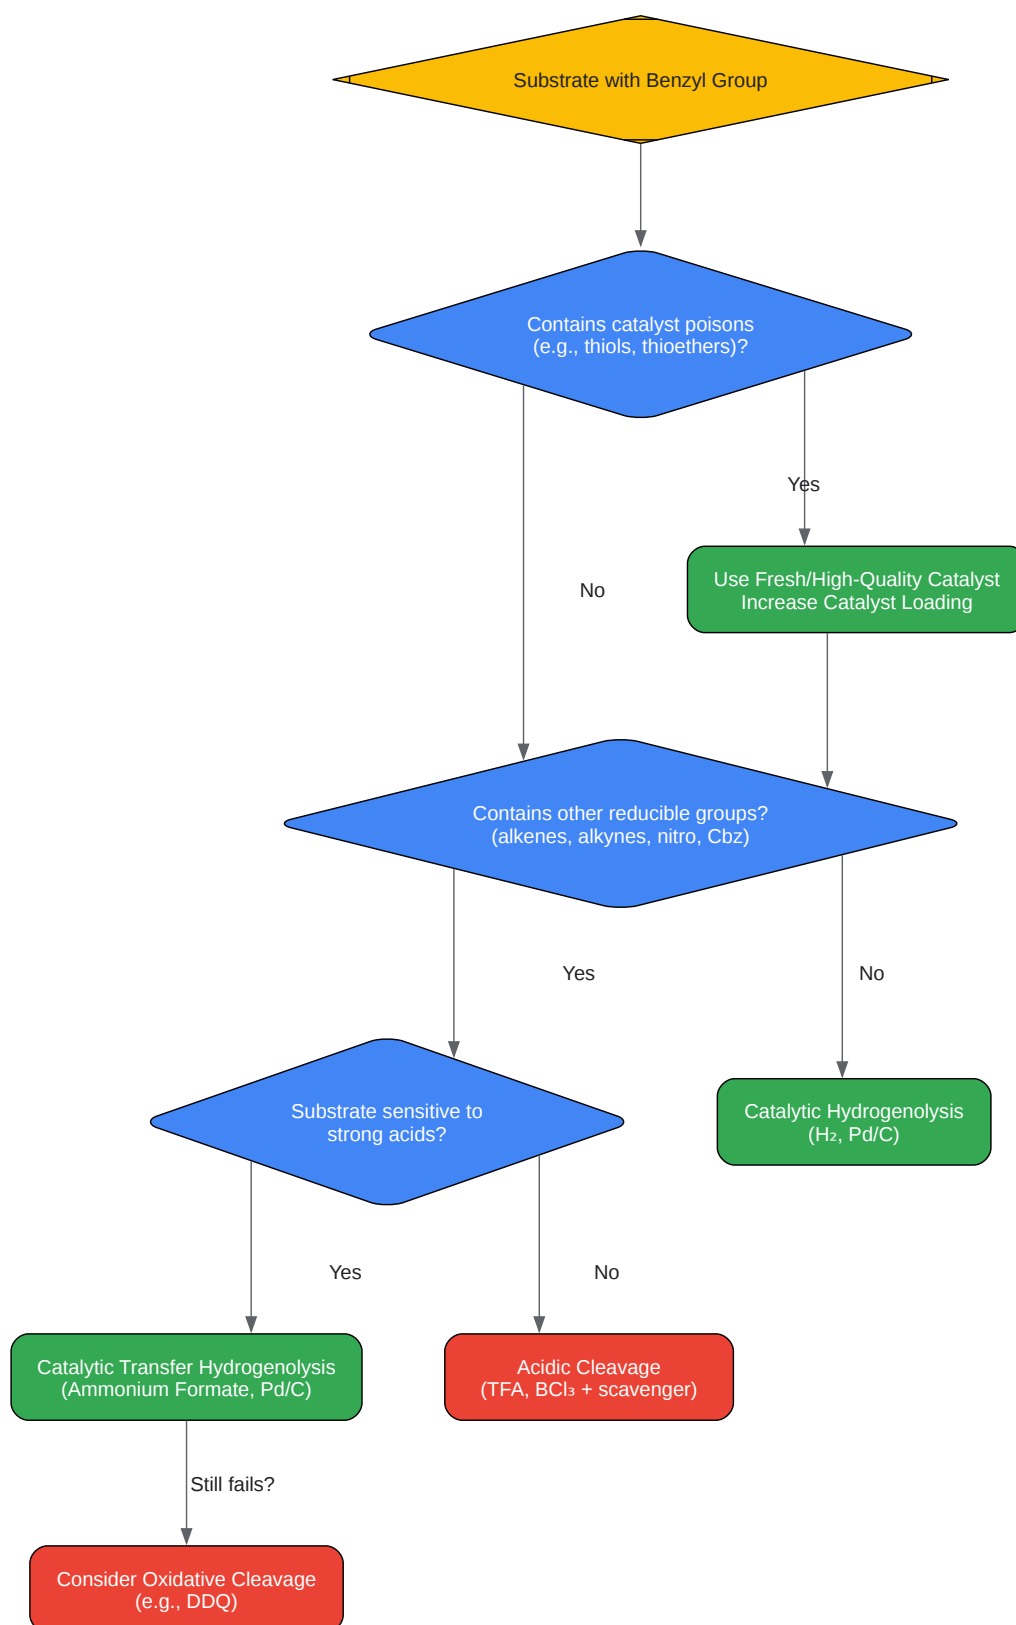 Substrate with Benzyl Group
Contains catalyst poisons
(e.g., thiols, thioethers)?
Yes
Use Fresh/High-Quality Catalyst
Increase Catalyst Loading
No
Contains other reducible groups?
(alkenes, alkynes, nitro, Cbz)
Yes
No
Substrate sensitive to
strong acids?
Catalytic Hydrogenolysis
(H₂, Pd/C)
Yes
No
Catalytic Transfer Hydrogenolysis
(Ammonium Formate, Pd/C)
Acidic Cleavage
(TFA, BCl₃ + scavenger)
Still fails?
Consider Oxidative Cleavage
(e.g., DDQ)